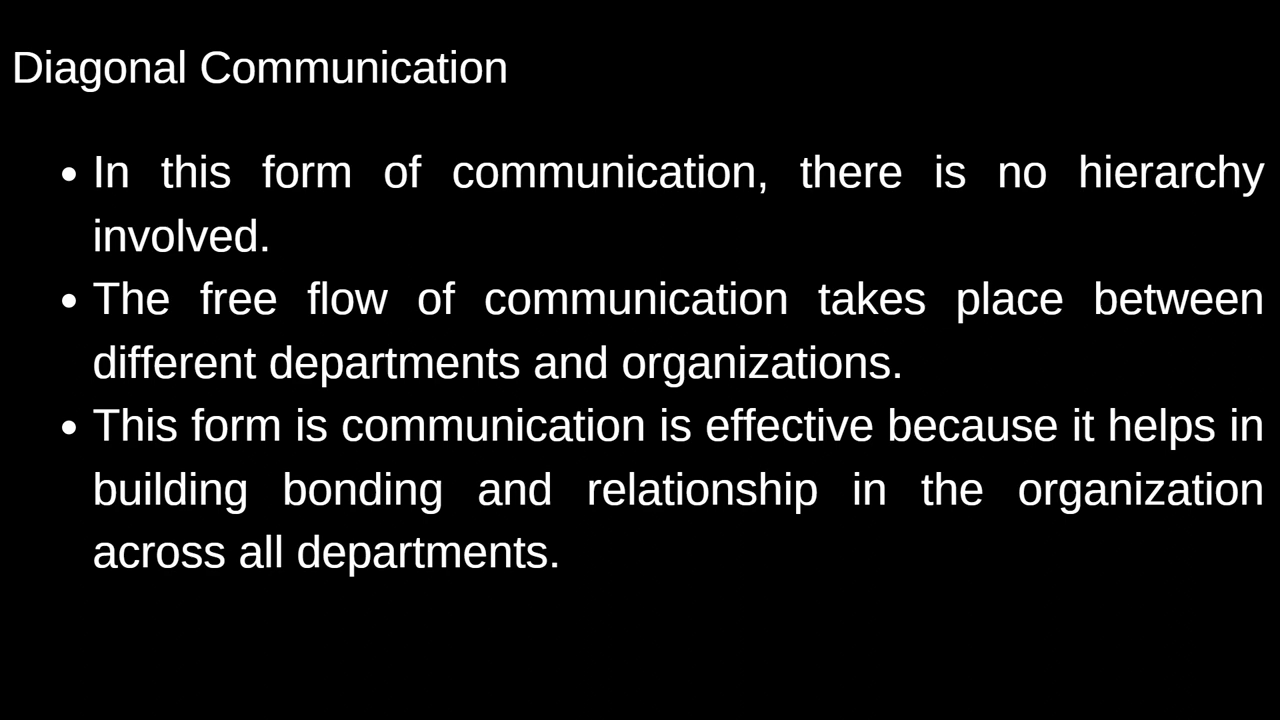 Diagonal Communication
• In this form of communication, there is no hierarchy
involved.
• The free flow of communication takes place between
different departments and organizations.
• This form is communication is effective because it helps in
building bonding and relationship in the organization
across all departments.